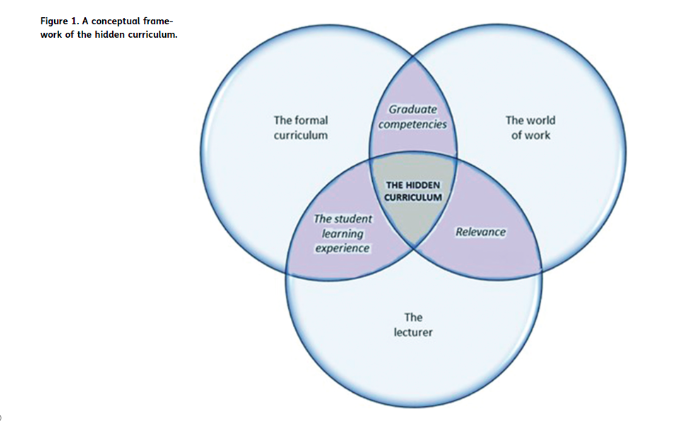 Figure 1. A conceptual frame-
work of the hidden curriculum.
Graduate
competencies
The formal
curriculum
The world
of work
THE HIDDEN
CURRICULUM
The student
learning
experience
Relevance
The
lecturer